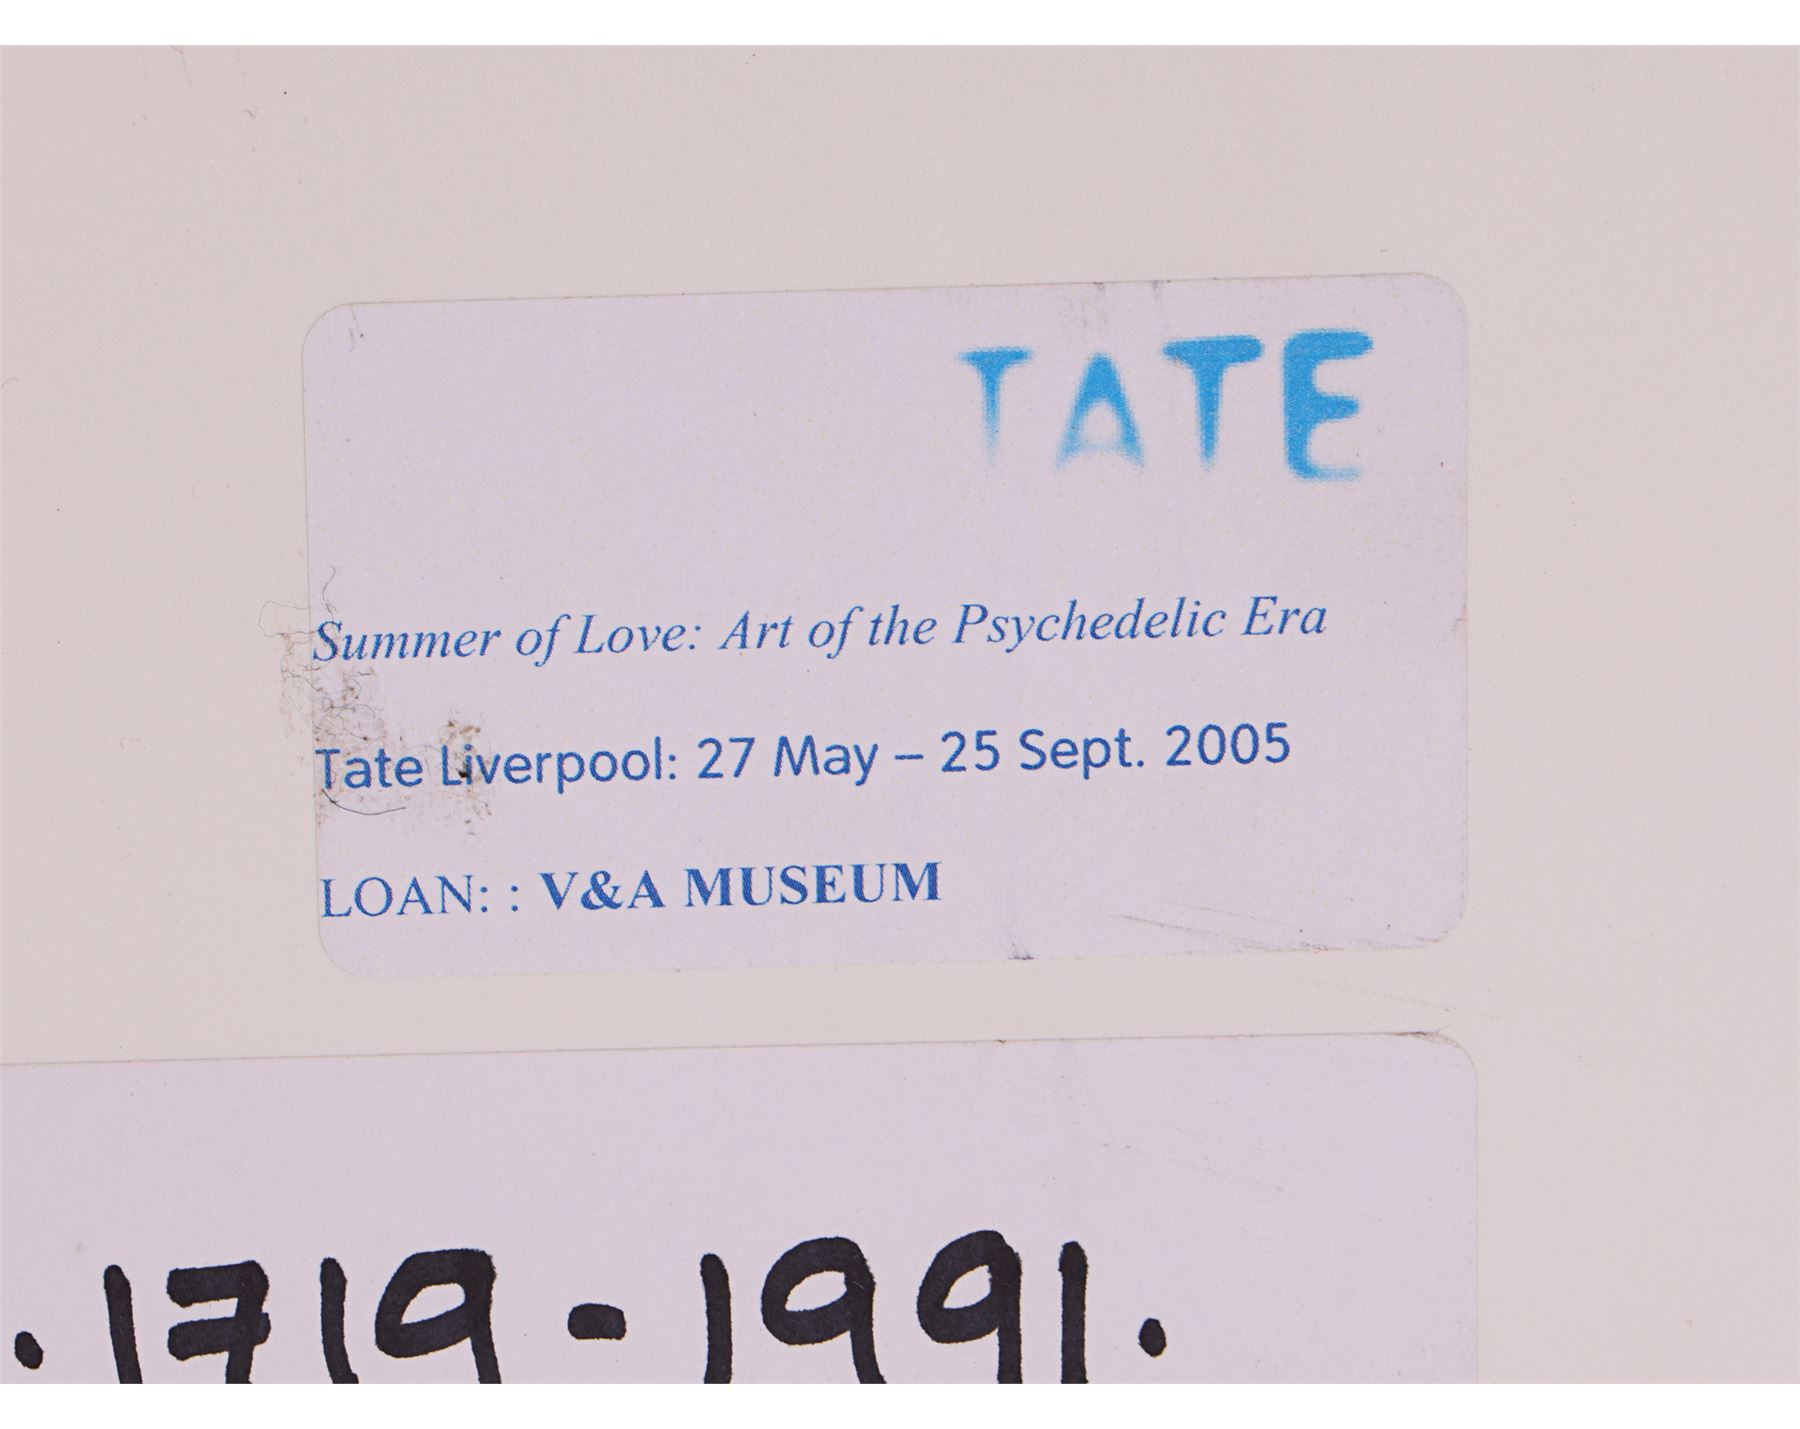 TATE
Summer of Love: Art of the Psychedelic Era
Tate Liverpool: 27 May – 25 Sept. 2005
LOAN: : V&A MUSEUM
. 1719 - 1991.